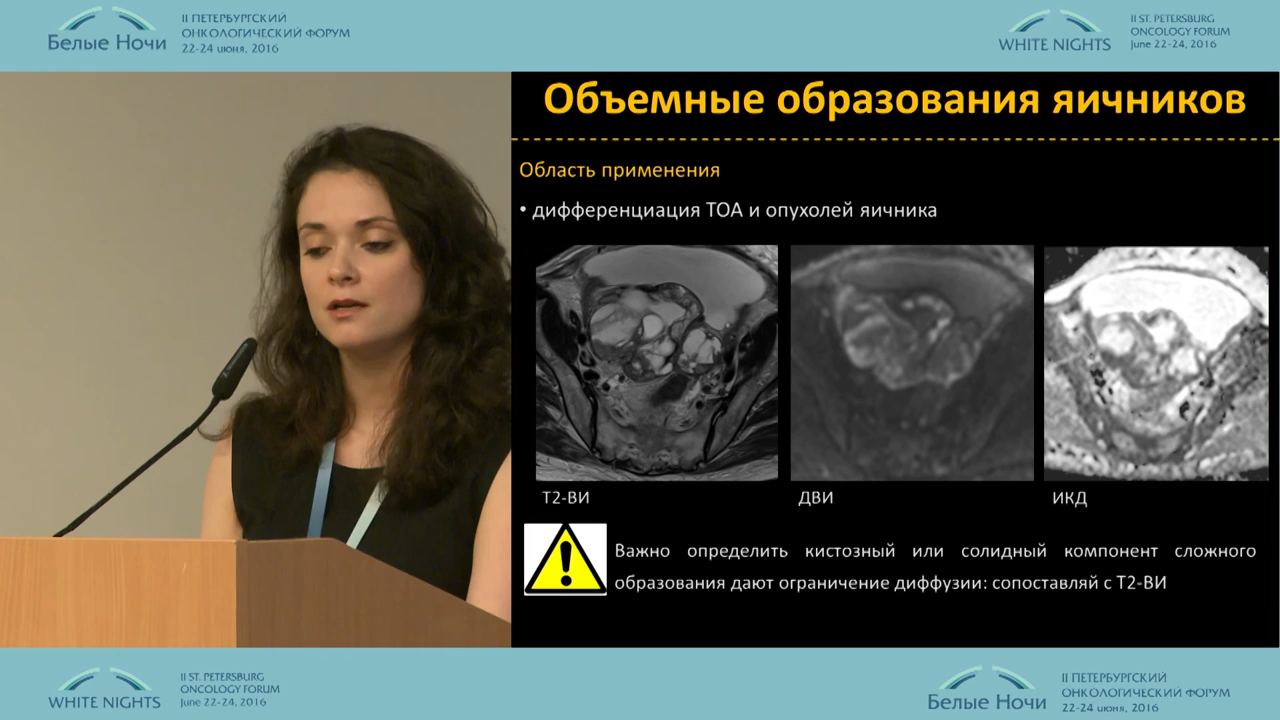 Белые Ночи
II ПЕТЕРБУРГСКИЙ
ОНКОЛОГИЧЕСКИЙ ФОРУМ
22-24 июня, 2016
WHITE NIGHTS
II ST. PETERSBURG
ONCOLOGY FORUM
June 22-24, 2016
Объемные образования яичников
Область применения
• дифференциация ТОА и опухолей яичника
Т2-ВИ
ДВИ
ИКД
Важно определить кистозный или солидный компонент сложного
образования дают ограничение диффузии: сопоставляй с Т2-ВИ
WHITE NIGHTS
II ST. PETERSBURG
ONCOLOGY FORUM
June 22-24, 2016
Белые Ночи
II ПЕТЕРБУРГСКИЙ
ОНКОЛОГИЧЕСКИЙ ФОРУМ
22-24 июня, 2016